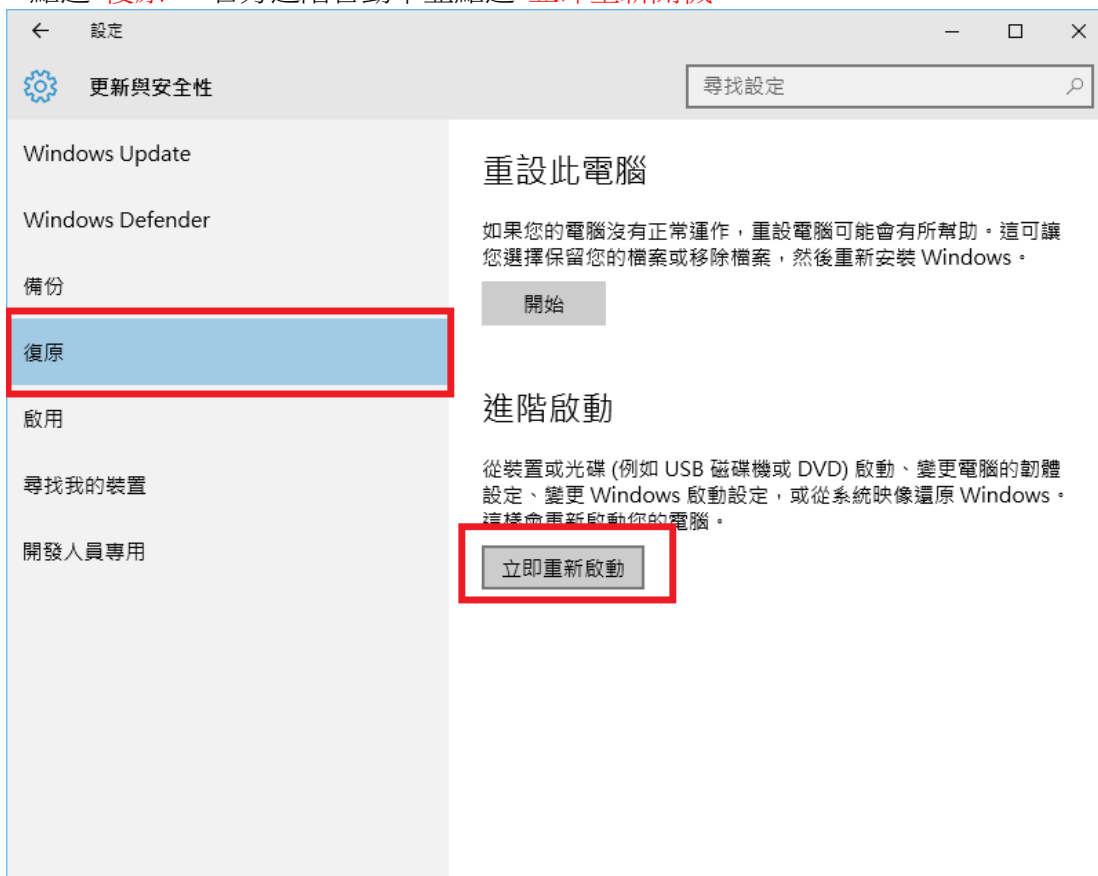 設定
更新與安全性
尋找設定
Windows Update
Windows Defender
備份
復原
啟用
尋找我的裝置
開發人員專用
重設此電腦
如果您的電腦沒有正常運作，重設電腦可能會有所幫助。這可讓
您選擇保留您的檔案或移除檔案，然後重新安裝 Windows。
開始
進階啟動
從裝置或光碟 (例如 USB 磁碟機或 DVD) 啟動、變更電腦的韌體
設定、變更 Windows 啟動設定，或從系統映像還原 Windows。
這樣會重新啟動您的電腦。
立即重新啟動